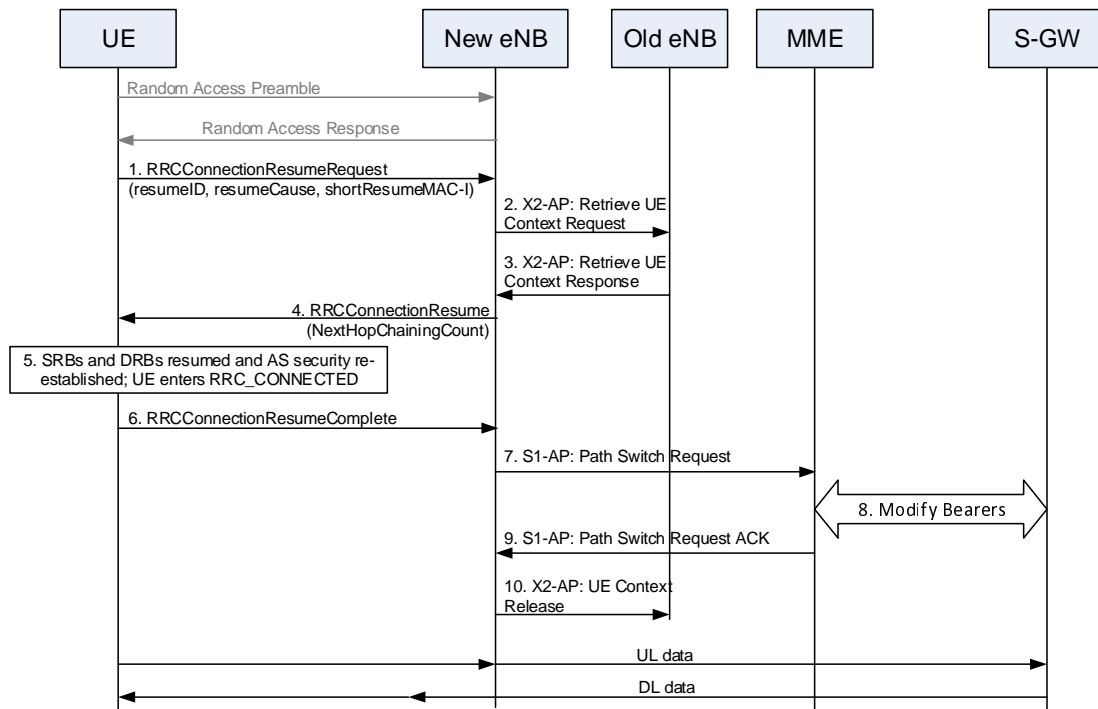 UE
New eNB
Old eNB
MME
S-GW
Random Access Preamble
Random Access Response
1. RRCConnectionResumeRequest
(resumeID, resumeCause, shortResumeMAC-I)
2. X2-AP: Retrieve UE
Context Request
3. X2-AP: Retrieve UE
Context Response
4. RRCConnectionResume
(NextHopChainingCount)
5. SRBs and DRBs resumed and AS security re-
established; UE enters RRC_CONNECTED
6. RRCConnectionResumeComplete
7. S1-AP: Path Switch Request
8. Modify Bearers
9. S1-AP: Path Switch Request ACK
10. X2-AP: UE Context
Release
UL data
DL data